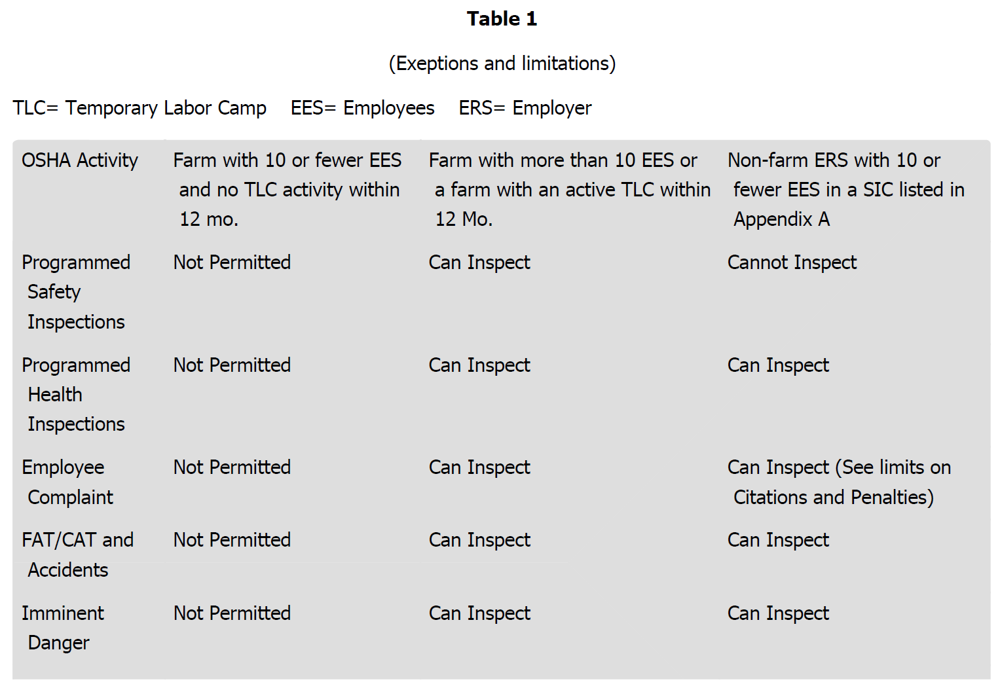 Table 1
(Exeptions and limitations)
TLC= Temporary Labor Camp EES= Employees ERS= Employer
OSHA Activity Farm with 10 or fewer EES Farm with more than 10 EES or Non-farm ERS with 10 or
and no TLC activity within a farm with an active TLC within fewer EES in a SIC listed in
12 mo. 12 Mo. Appendix A
Programmed Not Permitted Can Inspect Cannot Inspect
Safety
Inspections
Programmed Not Permitted Can Inspect Can Inspect
Health
Inspections
Employee Not Permitted Can Inspect Can Inspect (See limits on
Complaint Citations and Penalties)
FAT/CAT and Not Permitted Can Inspect Can Inspect
Accidents
Imminent Not Permitted Can Inspect Can Inspect
Danger